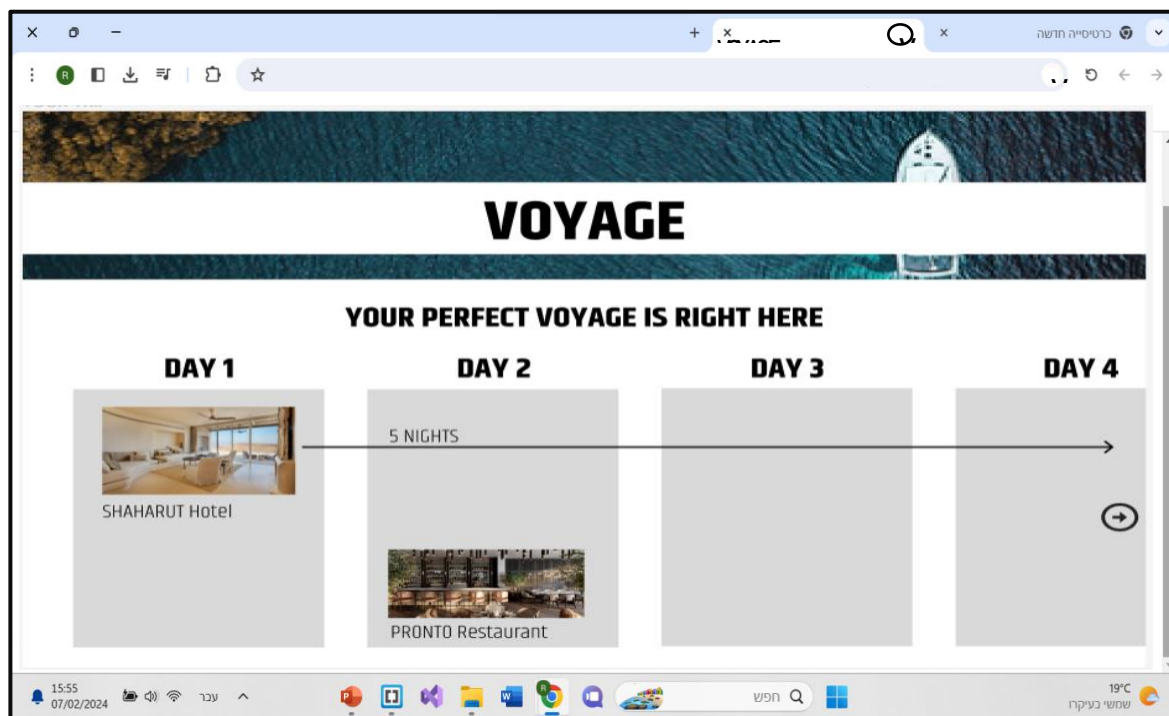 כרטיסייה חדשה
VOYAGE
YOUR PERFECT VOYAGE IS RIGHT HERE
DAY 1
DAY 2
DAY 3
DAY 4
5 NIGHTS
SHAHARUT Hotel
PRONTO Restaurant
19°C
שמשי בעיקרו
חפש
עבר
15:55
07/02/2024